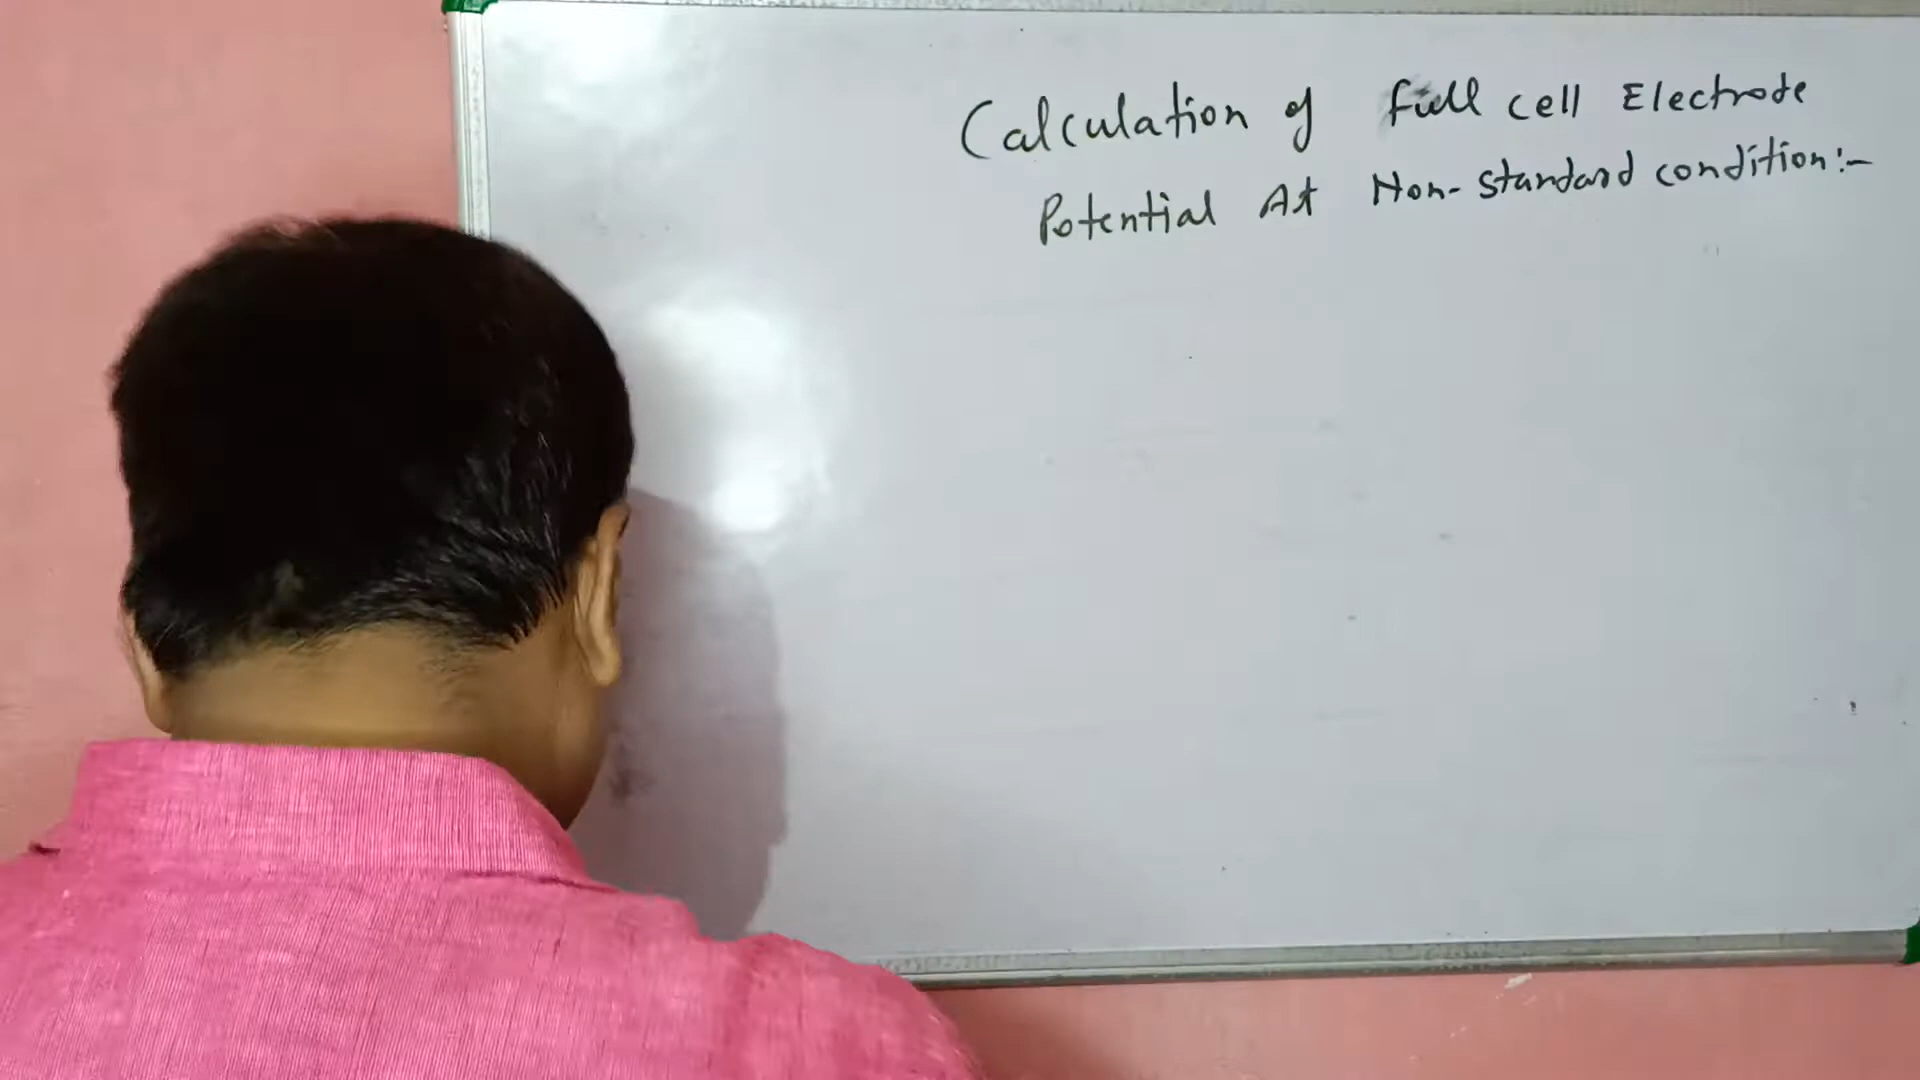 Calculation of full cell Electrode
Potential At Non-standard condition:-